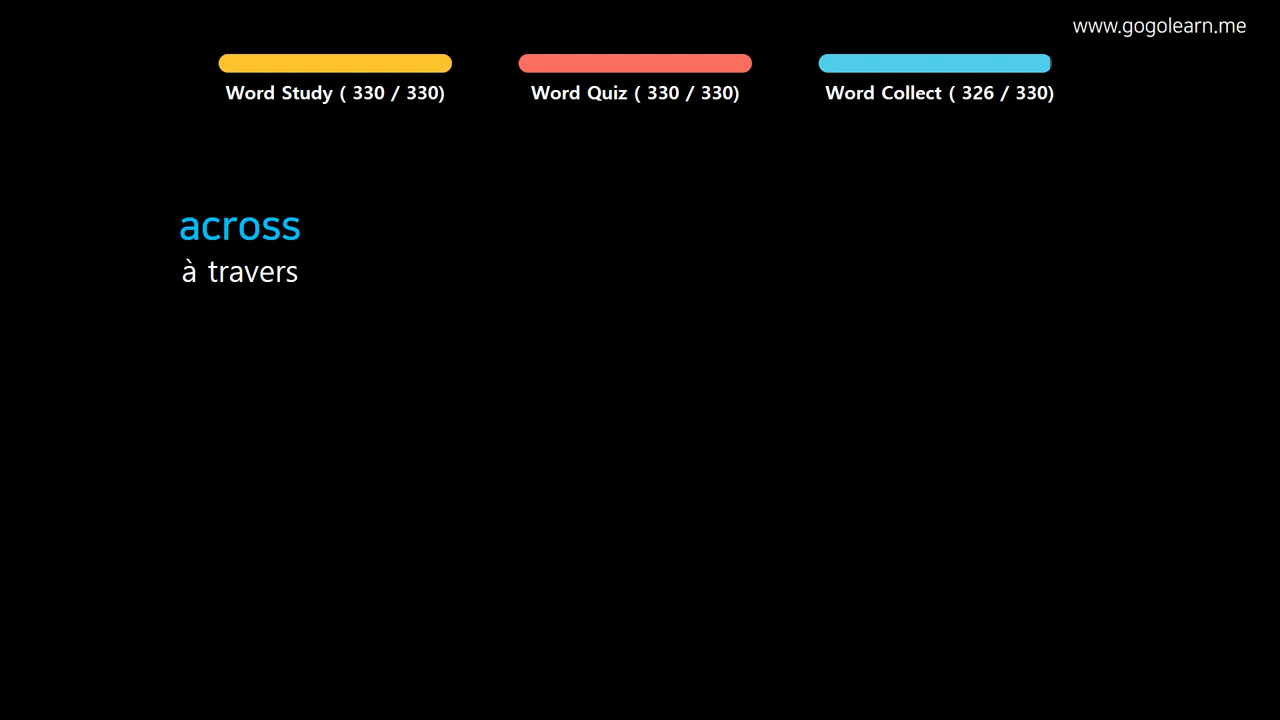 www.gogolearn.me
Word Study ( 330 / 330)
Word Quiz ( 330 / 330)
Word Collect ( 326 / 330)
across
à travers